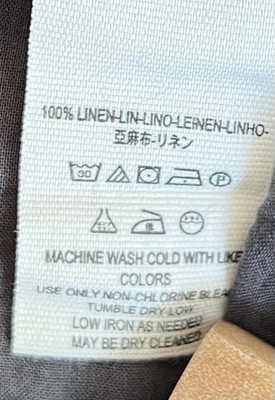 100% LINEN-LIN-LINO-LEINEN-LINHO-
亞麻布-リネン
MACHINE WASH COLD WITH LIKE
COLORS
USE ONLY NON-CHLORINE
TUMBLE DRY LOW
LOW IRON AS NEEDED
MAY BE DRY CLEANED